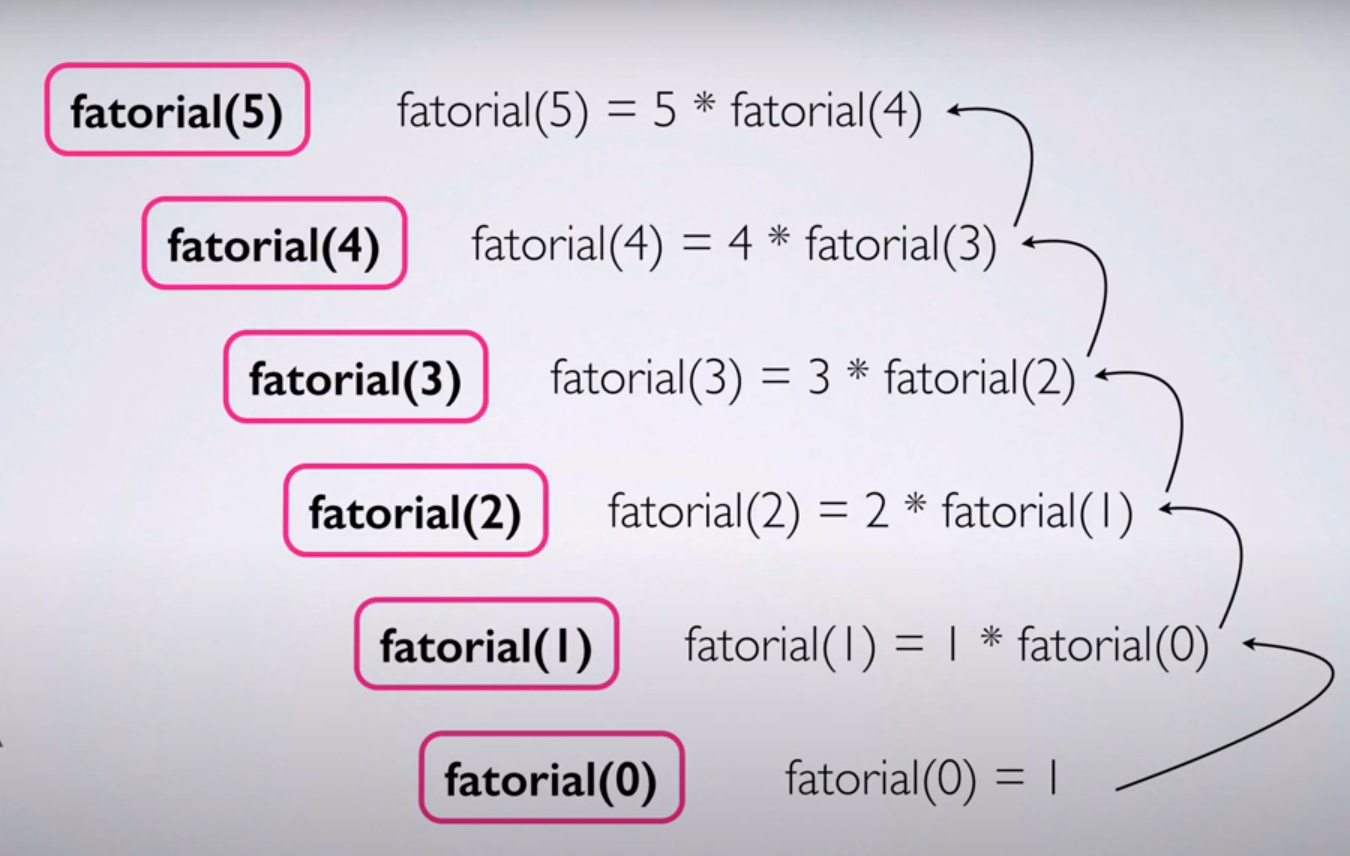 fatorial(5) fatorial(5) = 5 * fatorial(4)
fatorial(4) fatorial(4) = 4 * fatorial(3)
fatorial(3) fatorial(3) = 3 * fatorial(2)
fatorial(2) fatorial(2) = 2 * fatorial(1)
fatorial(1) fatorial(1) = 1 * fatorial(0)
fatorial(0) fatorial(0) = 1